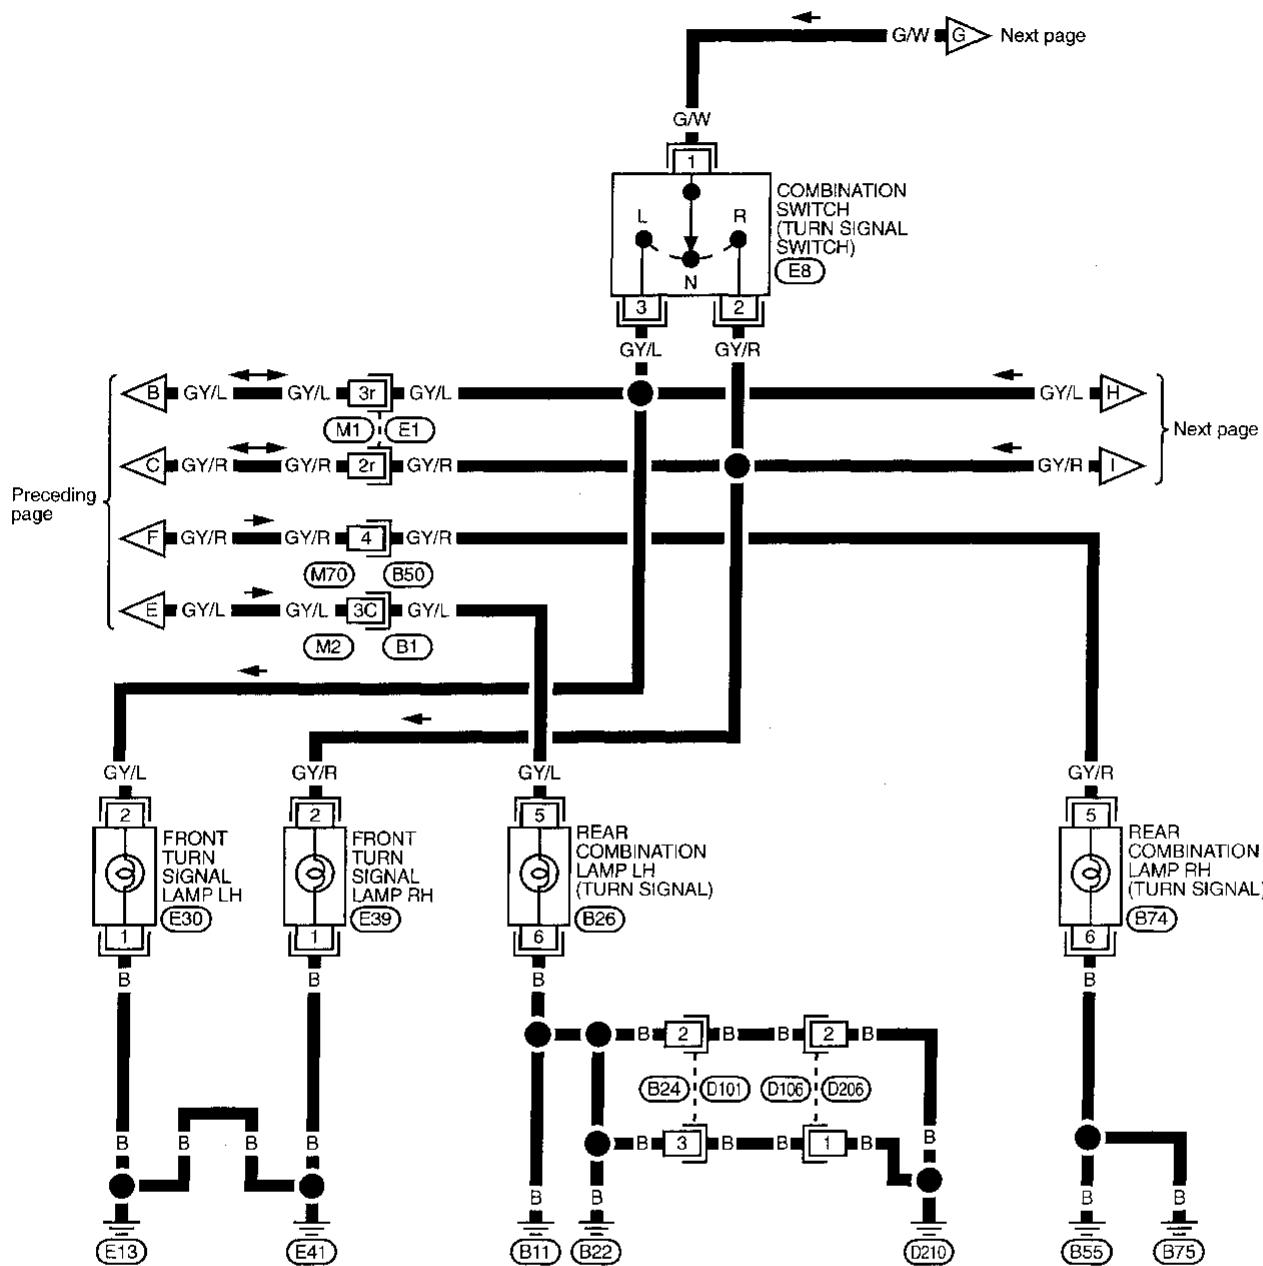 G/W G Next page
G/W
1
COMBINATION
SWITCH
(TURN SIGNAL
SWITCH)
E8
L R
N
3 2
GY/L GY/R
B GY/L GY/L 3r GY/L GY/L H
M1 E1
Next page
C GY/R GY/R 2r GY/R GY/R I
Preceding
page
F GY/R GY/R 4 GY/R
M70 B50
E GY/L GY/L 3C GY/L
M2 B1
GY/L GY/R GY/L GY/R
2 2 5 5
FRONT
TURN
SIGNAL
LAMP LH
E30
FRONT
TURN
SIGNAL
LAMP RH
E39
REAR
COMBINATION
LAMP LH
(TURN SIGNAL)
B26
REAR
COMBINATION
LAMP RH
(TURN SIGNAL)
B74
1 1 6 6
B B B B
B 2 B B 2 B
B24 D101 D106 D206
B B B B B 3 B B 1 B B
B B B B
E13 E41 B11 B22 D210 B55 B75